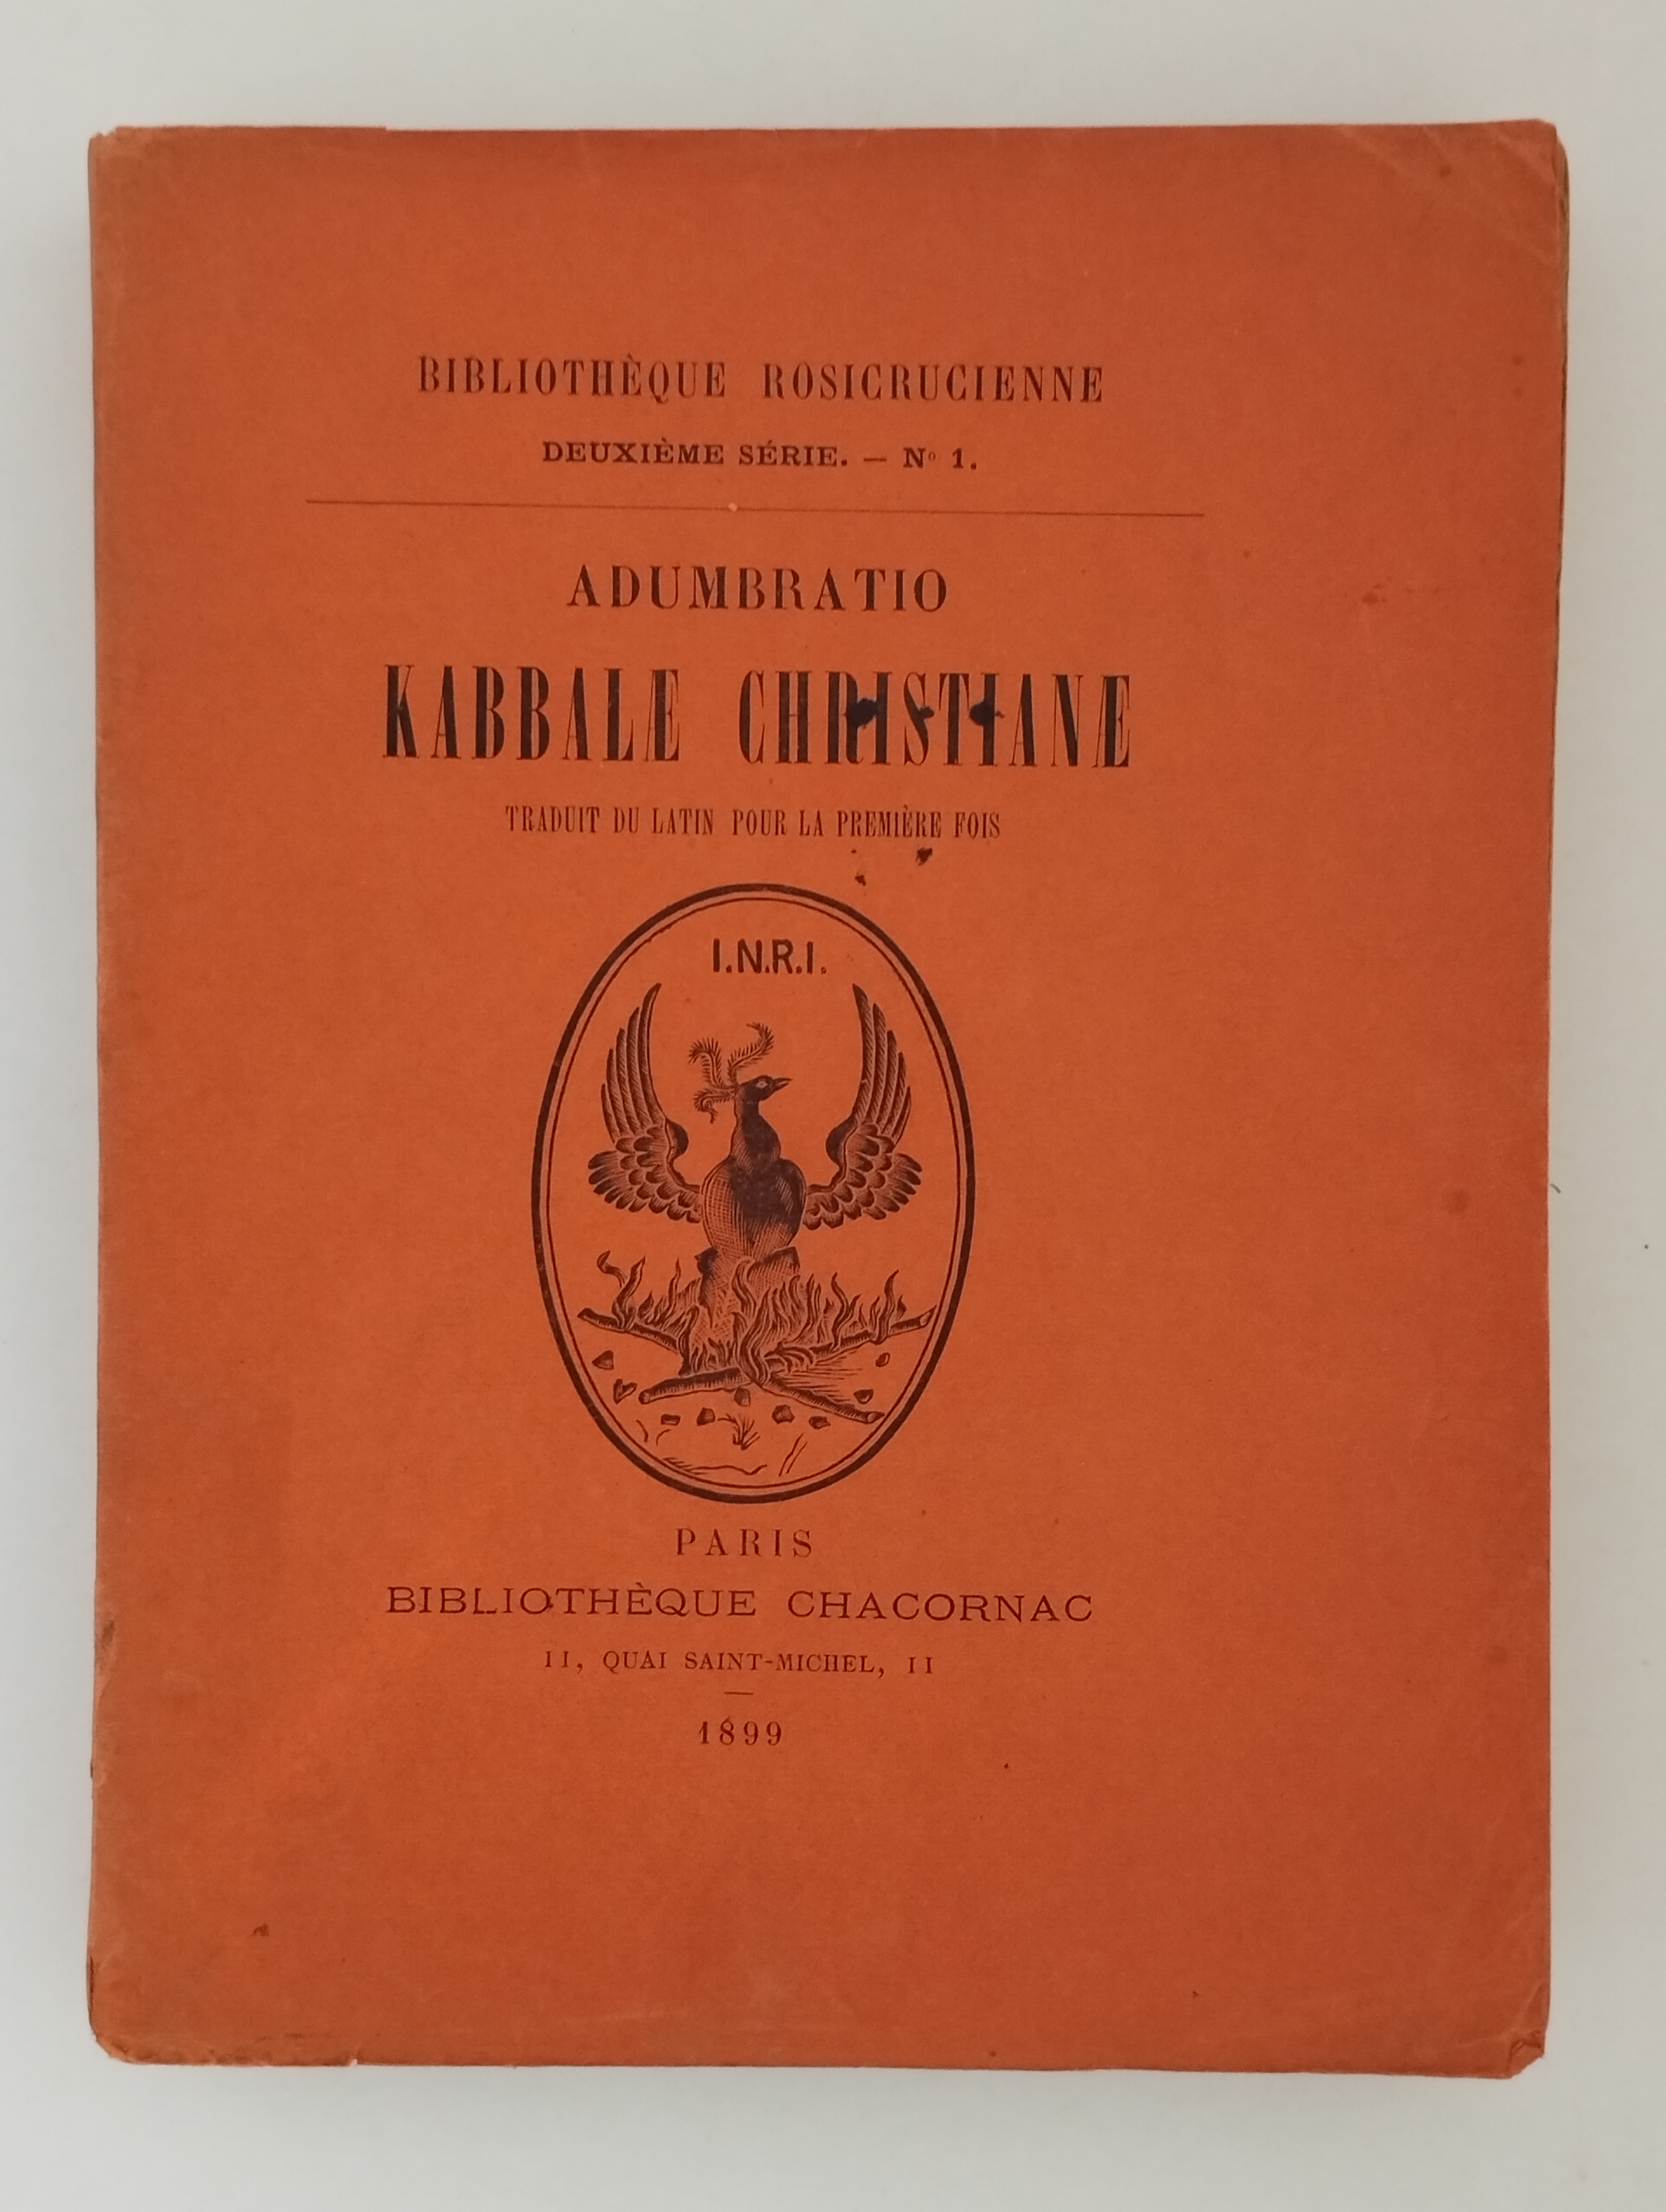 BIBLIOTHÈQUE ROSICRUCIENNE
DEUXIÈME SÉRIE. — No 1.
ADUMBRATIO
KABBALÆ CHRISTIANÆ
TRADUIT DU LATIN POUR LA PREMIÈRE FOIS
I.N.R.I.
PARIS
BIBLIOTHÈQUE CHACORNAC
11, QUAI SAINT-MICHEL, 11
1899